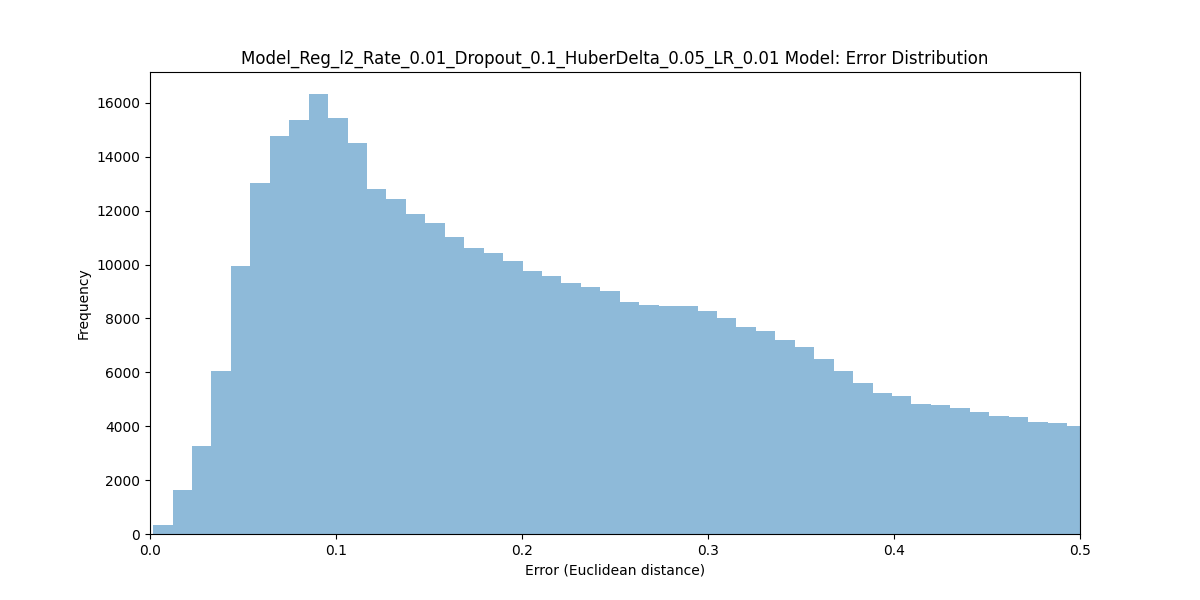 Model_Reg_l2_Rate_0.01_Dropout_0.1_HuberDelta_0.05_LR_0.01 Model: Error Distribution
16000
14000
12000
10000
8000
6000
4000
2000
0
Frequency
0.0 0.1 0.2 0.3 0.4 0.5
Error (Euclidean distance)